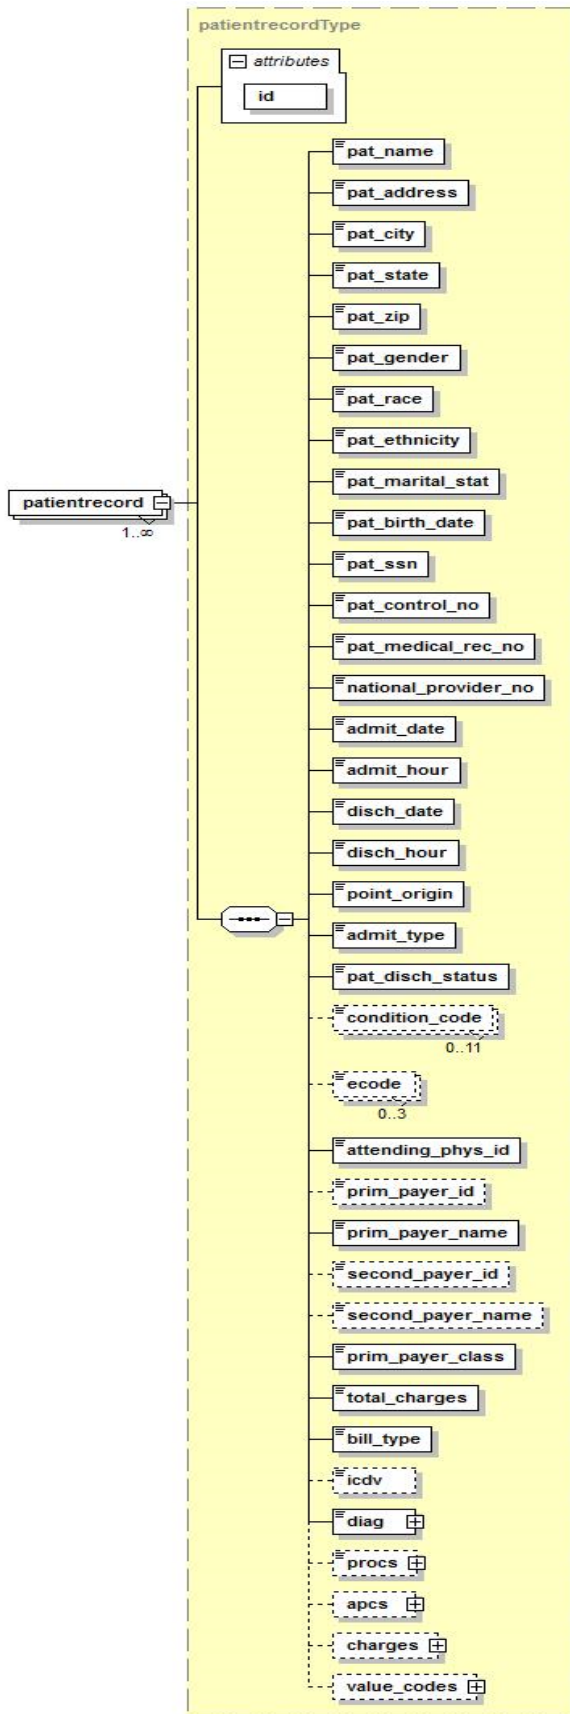 patientrecordType
attributes
id
pat_name
pat_address
pat_city
pat_state
pat_zip
pat_gender
pat_race
pat_ethnicity
pat_marital_stat
patientrecord
1..∞
pat_birth_date
pat_ssn
pat_control_no
pat_medical_rec_no
national_provider_no
admit_date
admit_hour
disch_date
disch_hour
point_origin
admit_type
pat_disch_status
condition_code
0..11
ecode
0..3
attending_phys_id
prim_payer_id
prim_payer_name
second_payer_id
second_payer_name
prim_payer_class
total_charges
bill_type
icdv
diag
procs
apcs
charges
value_codes